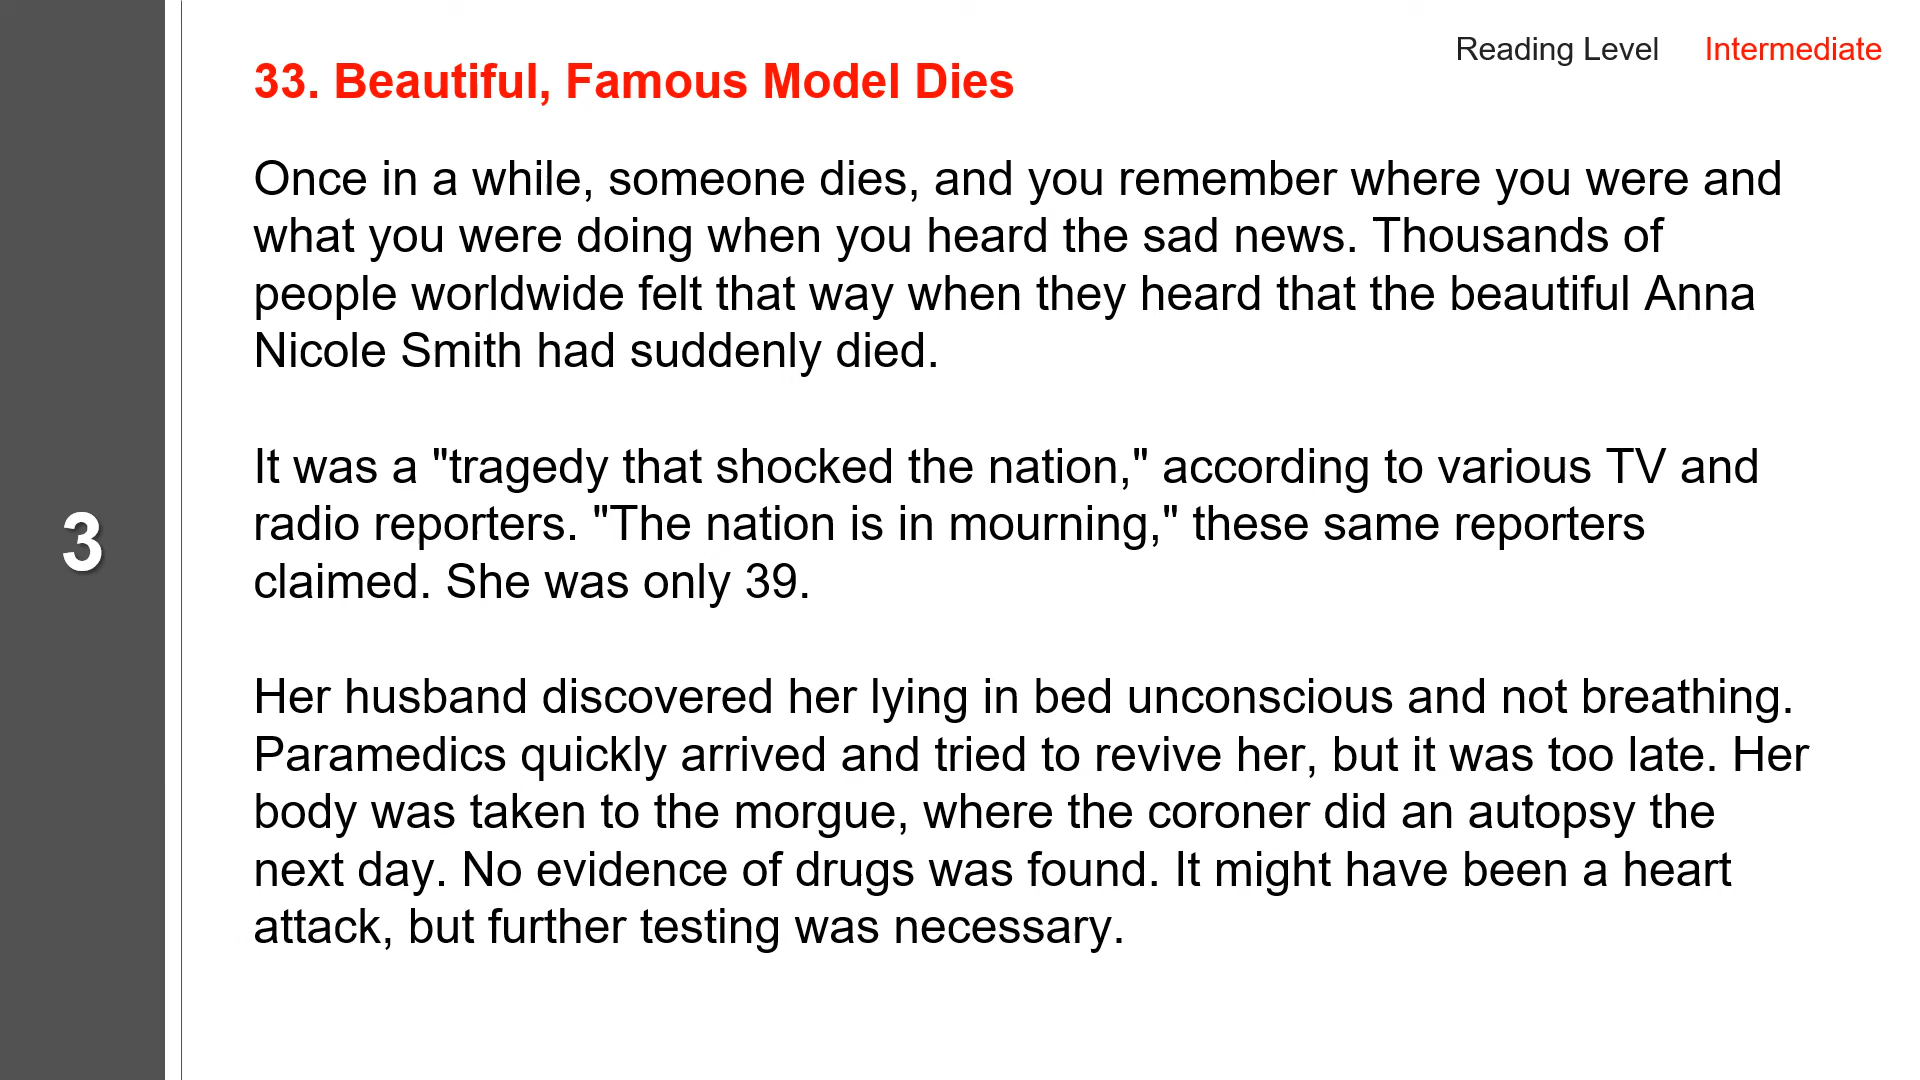 Reading Level Intermediate
33. Beautiful, Famous Model Dies
Once in a while, someone dies, and you remember where you were and
what you were doing when you heard the sad news. Thousands of
people worldwide felt that way when they heard that the beautiful Anna
Nicole Smith had suddenly died.
It was a "tragedy that shocked the nation," according to various TV and
radio reporters. "The nation is in mourning," these same reporters
claimed. She was only 39.
Her husband discovered her lying in bed unconscious and not breathing.
Paramedics quickly arrived and tried to revive her, but it was too late. Her
body was taken to the morgue, where the coroner did an autopsy the
next day. No evidence of drugs was found. It might have been a heart
attack, but further testing was necessary.
3